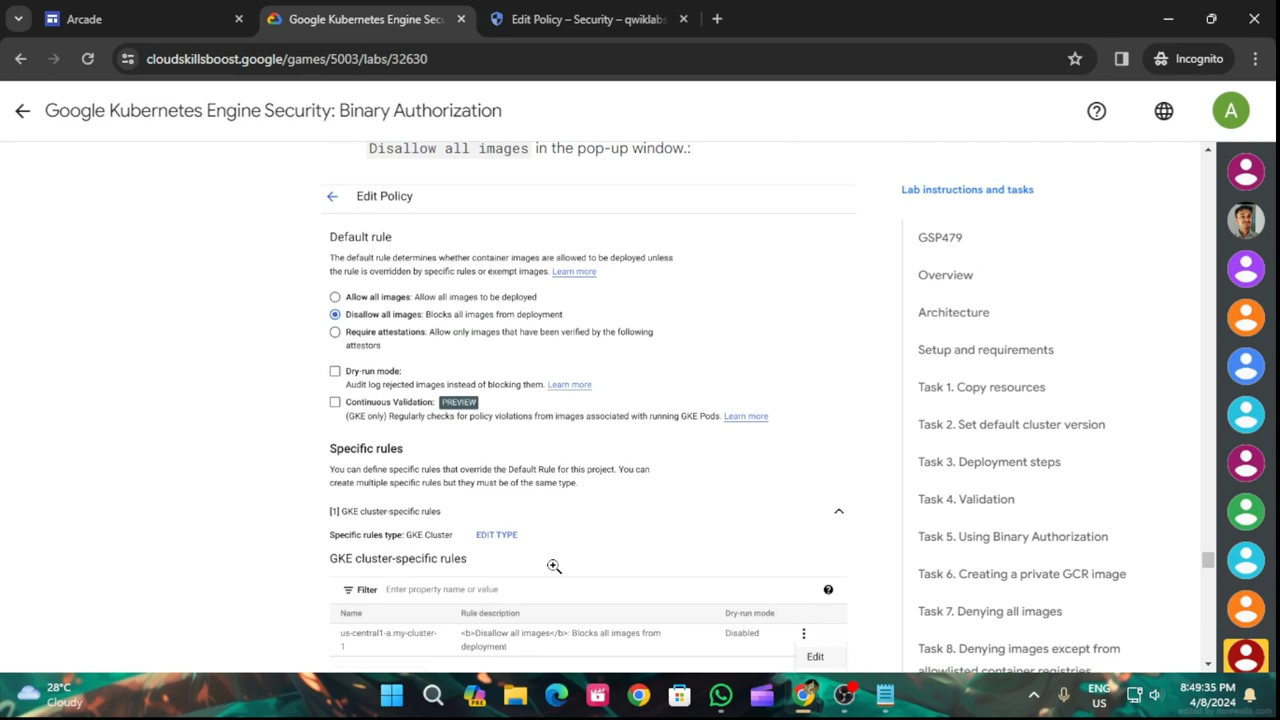 Arcade
Google Kubernetes Engine Secu
Edit Policy – Security – qwiklabs
cloudskillsboost.google/games/5003/labs/32630
Incognito
Google Kubernetes Engine Security: Binary Authorization
A
Disallow all images in the pop-up window.:
Edit Policy
Default rule
The default rule determines whether container images are allowed to be deployed unless
the rule is overridden by specific rules or exempt images. Learn more
Allow all images: Allow all images to be deployed
Disallow all images: Blocks all images from deployment
Require attestations: Allow only images that have been verified by the following
attestors
Dry-run mode:
Audit log rejected images instead of blocking them. Learn more
Continuous Validation: PREVIEW
(GKE only) Regularly checks for policy violations from images associated with running GKE Pods. Learn more
Specific rules
You can define specific rules that override the Default Rule for this project. You can
create multiple specific rules but they must be of the same type.
[1] GKE cluster-specific rules
Specific rules type: GKE Cluster EDIT TYPE
GKE cluster-specific rules
Filter Enter property name or value
Name Rule description Dry-run mode
us-central1-a.my-cluster- <b>Disallow all images</b>: Blocks all images from Disabled
1 deployment
Edit
Lab instructions and tasks
GSP479
Overview
Architecture
Setup and requirements
Task 1. Copy resources
Task 2. Set default cluster version
Task 3. Deployment steps
Task 4. Validation
Task 5. Using Binary Authorization
Task 6. Creating a private GCR image
Task 7. Denying all images
Task 8. Denying images except from
allowlisted container registries
28°C
Cloudy
PRE
ENG
US
8:49:35 PM
4/8/2024